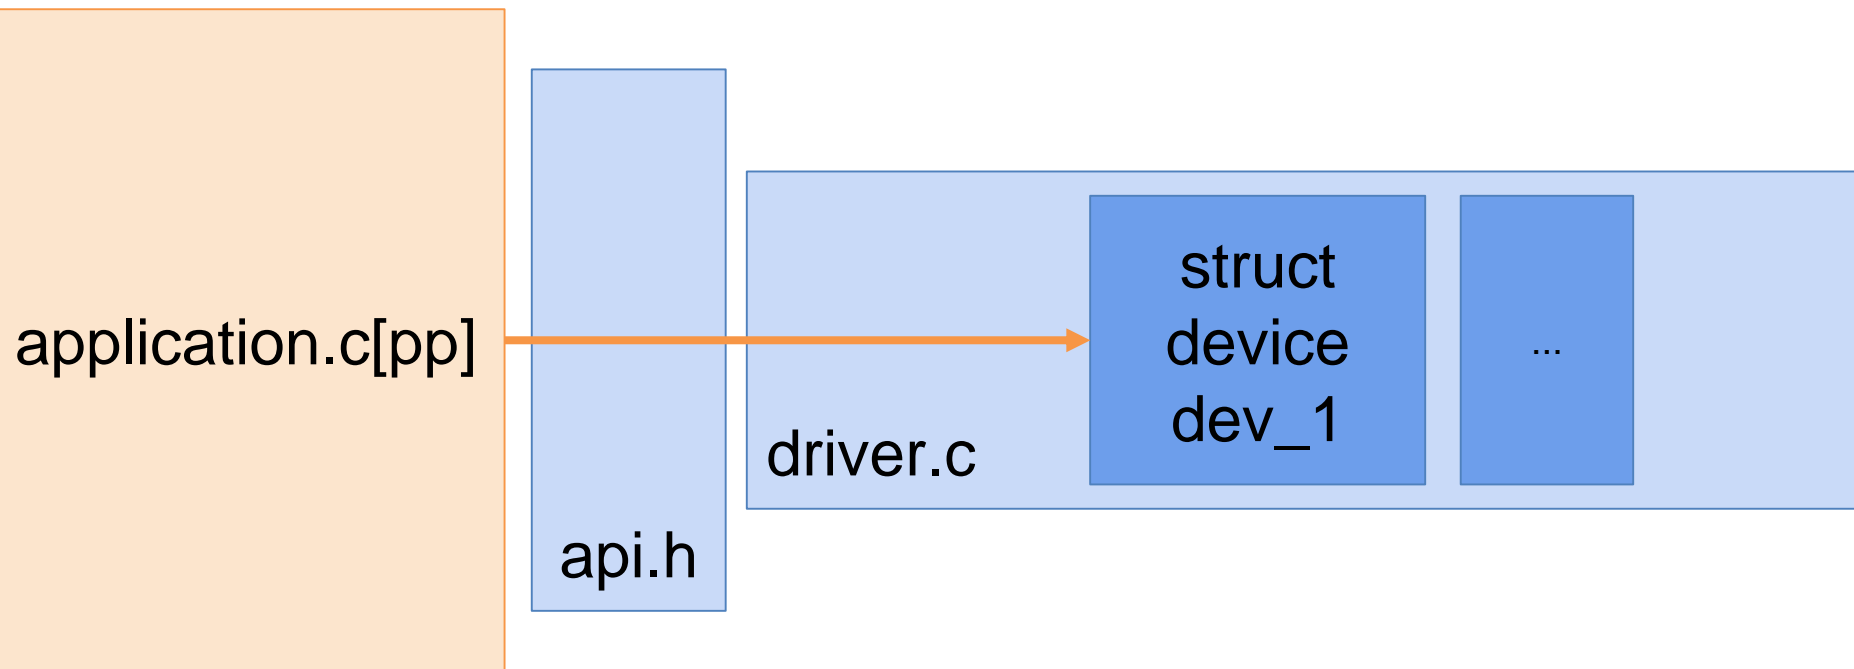 application.c[pp]
api.h
driver.c
struct
device
dev_1
...